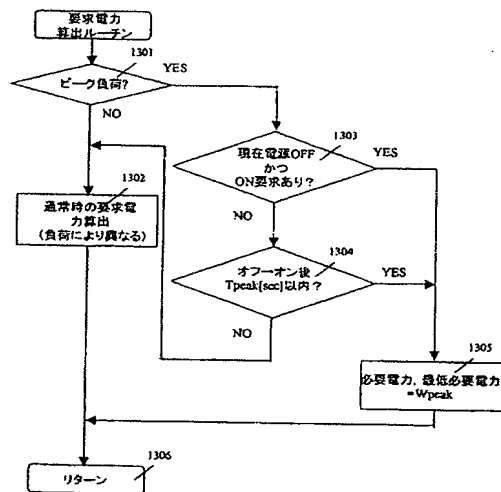 要求電力
算出ルーチン
1301
ピーク負荷?
YES
NO
1303
現在電源OFF
かつ
ON要求あり?
YES
NO
1302
通常時の要求電
力算出
(負荷により異なる)
1304
オフーオン後
Tpeak[sec]以内?
YES
NO
1305
必要電力, 最低必要電力
=Wpeak
1306
リターン